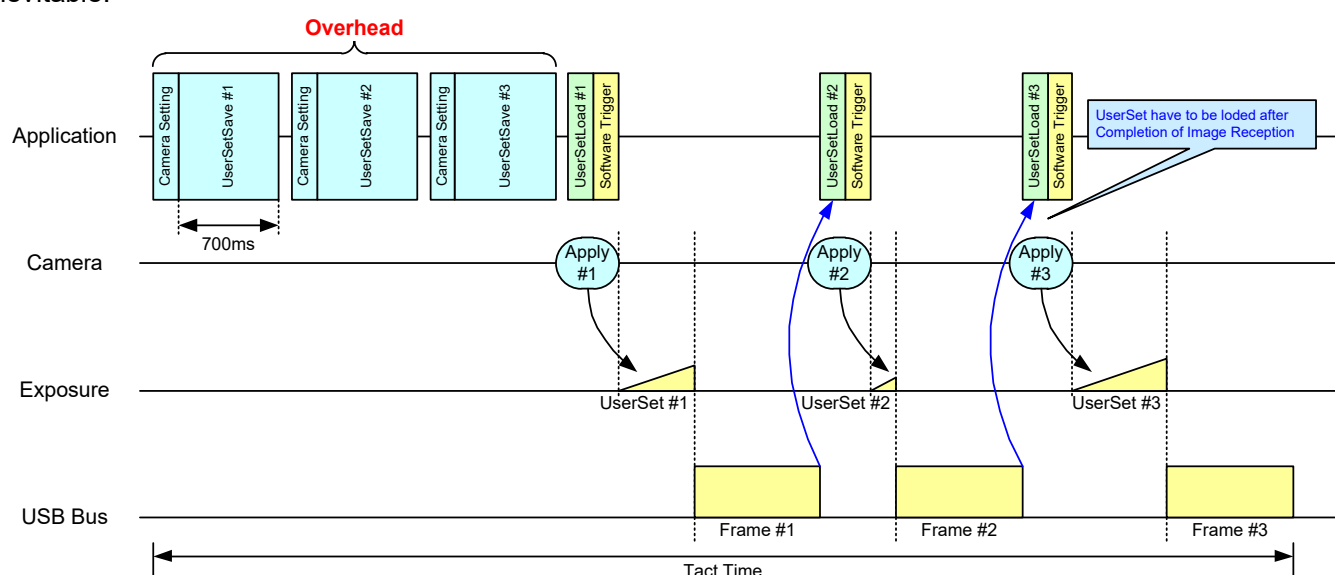 Overhead
Camera Setting
UserSetSave #1
Camera Setting
UserSetSave #2
Camera Setting
UserSetSave #3
UserSetLoad #1
Software Trigger
UserSetLoad #2
Software Trigger
UserSetLoad #3
Software Trigger
UserSet have to be loded after
Completion of Image Reception
Application
700ms
Camera
Apply
#1
Apply
#2
Apply
#3
Exposure
UserSet #1
UserSet #2
UserSet #3
USB Bus
Frame #1
Frame #2
Frame #3
Tact Time